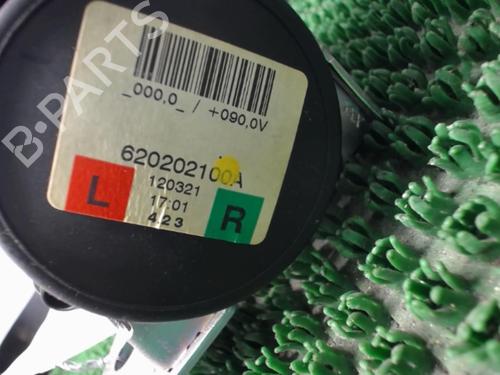 B-PARTS
_000,0_ / +090,0V
620202100A
120321
17:01
423
L
R